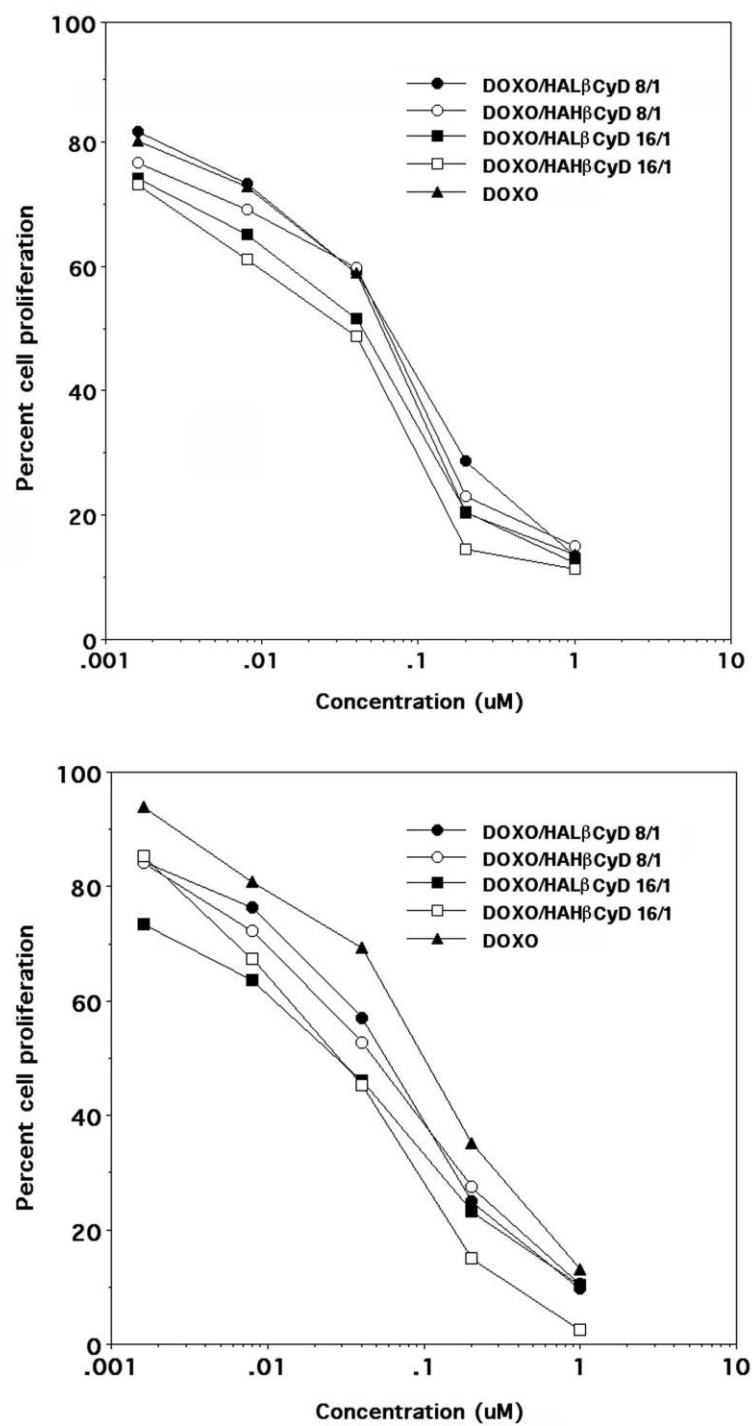 100
80
60
40
20
0
Percent cell proliferation
DOXO/HALβCyD 8/1
DOXO/HAHβCyD 8/1
DOXO/HALβCyD 16/1
DOXO/HAHβCyD 16/1
DOXO
.001 .01 .1 1 10
Concentration (uM)
100
80
60
40
20
0
Percent cell proliferation
DOXO/HALβCyD 8/1
DOXO/HAHβCyD 8/1
DOXO/HALβCyD 16/1
DOXO/HAHβCyD 16/1
DOXO
.001 .01 .1 1 10
Concentration (uM)